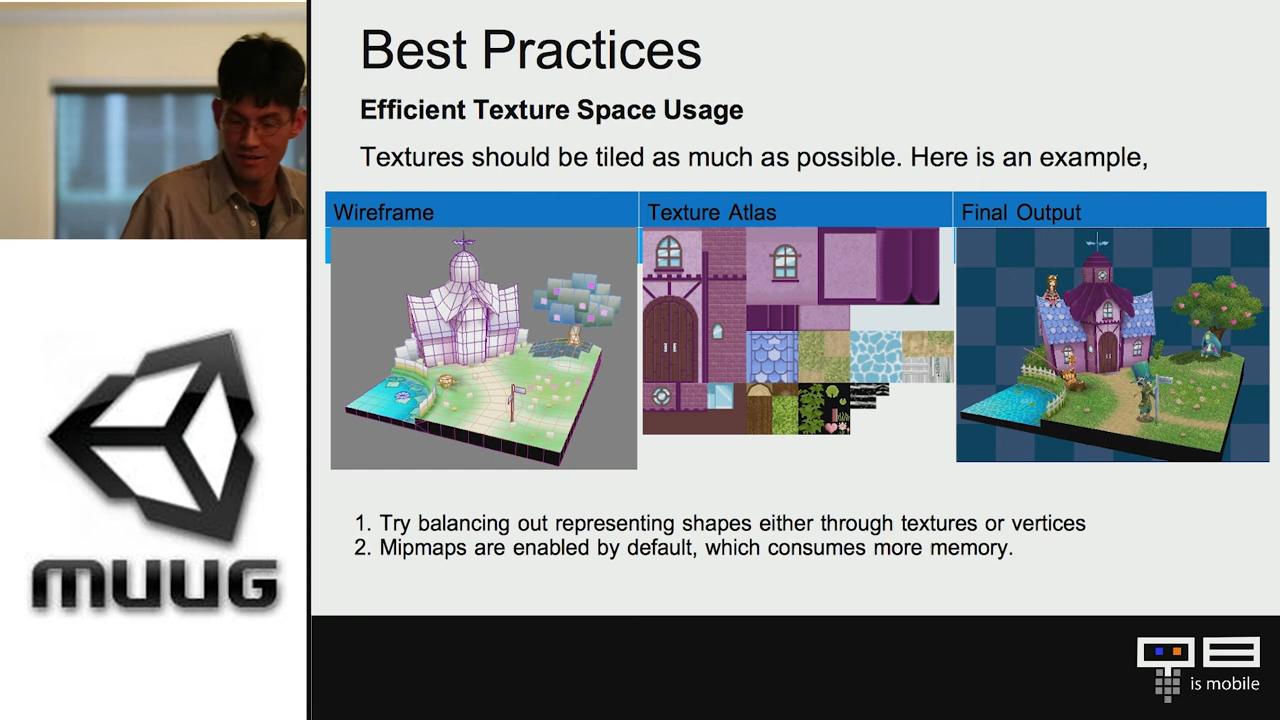 Best Practices
Efficient Texture Space Usage
Textures should be tiled as much as possible. Here is an example,
Wireframe
Texture Atlas
Final Output
1. Try balancing out representing shapes either through textures or vertices
2. Mipmaps are enabled by default, which consumes more memory.
MUUG
is mobile